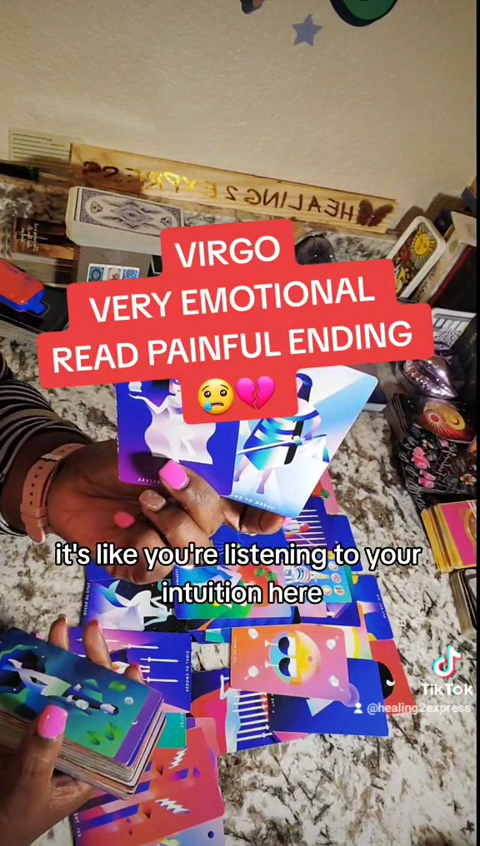 HEALING 2 EXPRESS
VIRGO
VERY EMOTIONAL
READ PAINFUL ENDING
😢💔
it's like you're listening to your
intuition here
TikTok
@healing2express